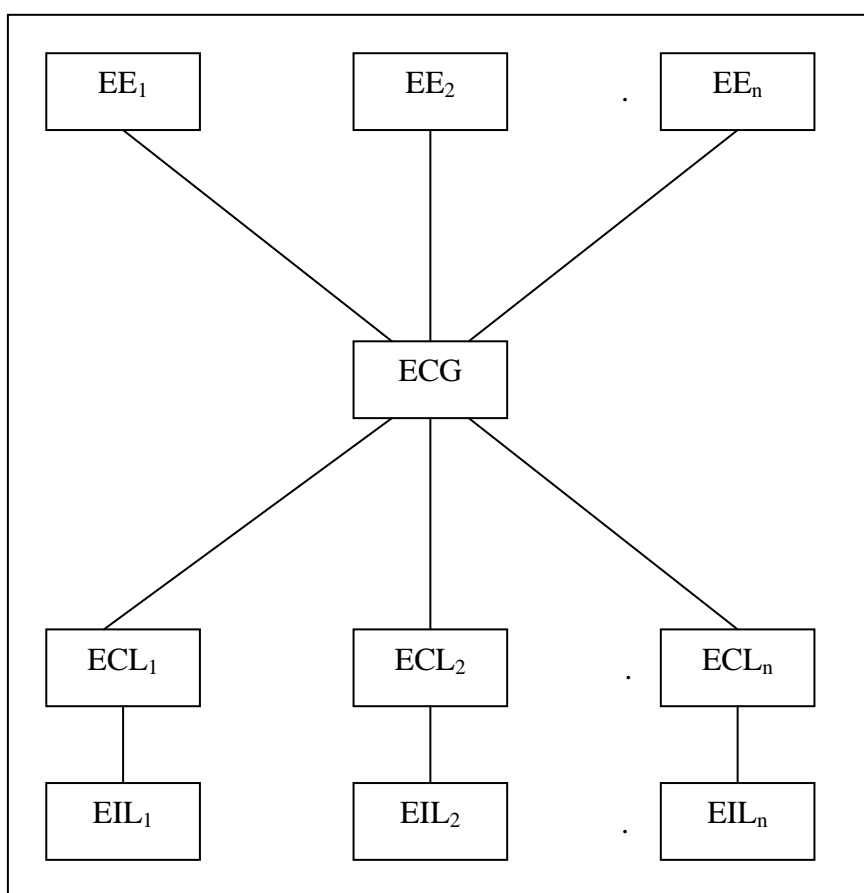 EE₁ EE₂ . EEₙ
ECG
ECL₁ ECL₂ . ECLₙ
EIL₁ EIL₂ . EILₙ